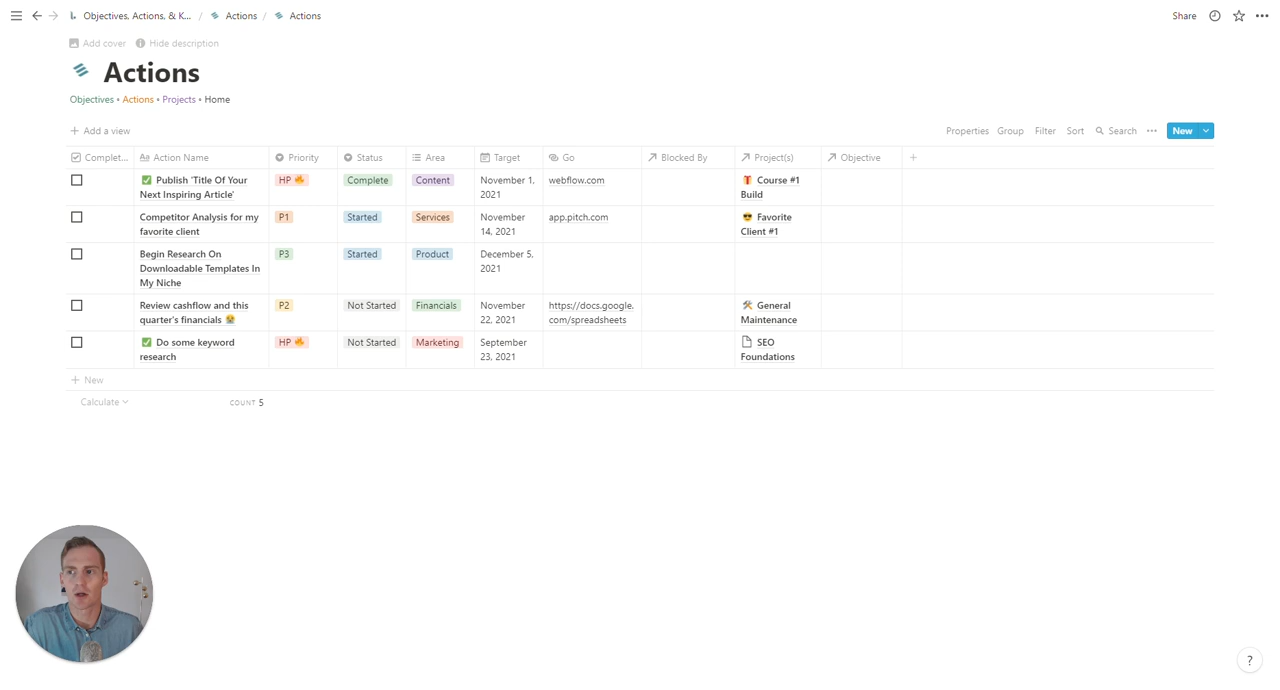 Objectives, Actions, & K... / Actions / Actions
Share
Add cover Hide description
Actions
Objectives • Actions • Projects • Home
Add a view
Properties Group Filter Sort Search New
Complet... Action Name Priority Status Area Target Go Blocked By Project(s) Objective
Publish 'Title Of Your
Next Inspiring Article'
HP
Complete
Content
November 1,
2021
webflow.com
Course #1
Build
Competitor Analysis for my
favorite client
P1
Started
Services
November
14, 2021
app.pitch.com
Favorite
Client #1
Begin Research On
Downloadable Templates In
My Niche
P3
Started
Product
December 5,
2021
Review cashflow and this
quarter's financials
P2
Not Started
Financials
November
22, 2021
https://docs.google.
com/spreadsheets
General
Maintenance
Do some keyword
research
HP
Not Started
Marketing
September
23, 2021
SEO
Foundations
New
Calculate
COUNT 5
?